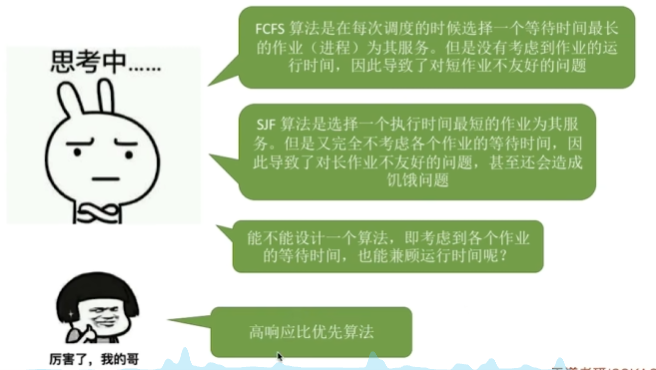 思考中......
FCFS 算法是在每次调度的时候选择一个等待时间最长
的作业（进程）为其服务。但是没有考虑到作业的运
行时间，因此导致了对短作业不友好的问题
SJF 算法是选择一个执行时间最短的作业为其服
务。但是又完全不考虑各个作业的等待时间，因
此导致了对长作业不友好的问题，甚至还会造成
饥饿问题
能不能设计一个算法，即考虑到各个作业
的等待时间，也能兼顾运行时间呢？
高响应比优先算法
厉害了，我的哥